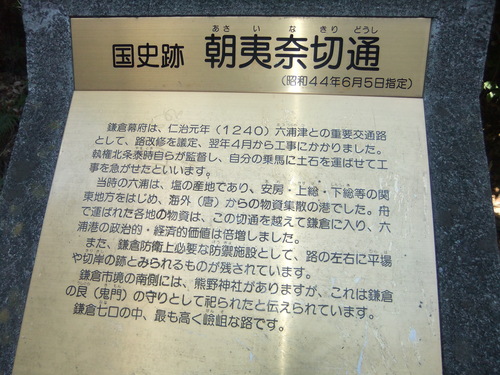 あさ い な きり どうし
国史跡 朝夷奈切通
(昭和44年6月5日指定)
鎌倉幕府は、仁治元年(1240)六浦津との重要交通路
として、路改修を議定、翌年4月から工事にかかりました。
執権北条泰時自らが監督し、自分の乗馬に土石を運ばせて工
事を急がせたといいます。
当時の六浦は、塩の産地であり、安房・上総・下総等の関
東地方をはじめ、海外(唐)からの物資集散の港でした。舟
で運ばれた各地の物資は、この切通を越えて鎌倉に入り、六
浦港の政治的・経済的価値は倍増しました。
また、鎌倉防衛上必要な防禦施設として、路の左右に平場
や切岸の跡とみられるものが残されています。
鎌倉市境の南側には、熊野神社がありますが、これは鎌倉
の艮(鬼門)の守りとして祀られたと伝えられています。
鎌倉七口の中、最も高く嶮岨な路です。